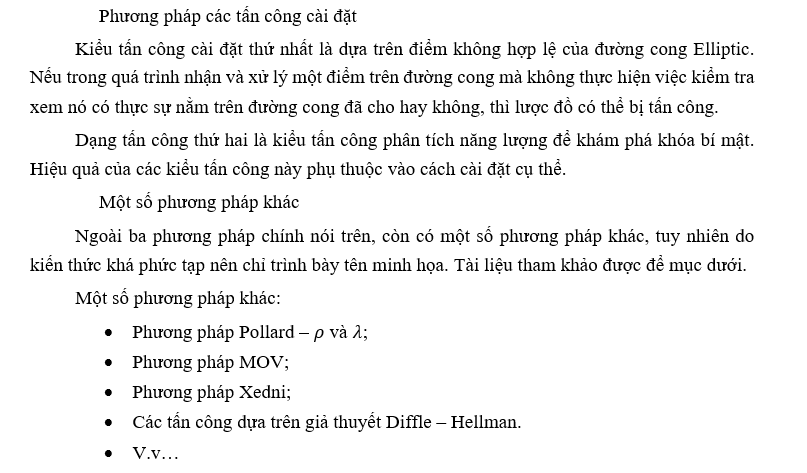 Phương pháp các tấn công cài đặt
Kiểu tấn công cài đặt thứ nhất là dựa trên điểm không hợp lệ của đường cong Elliptic.
Nếu trong quá trình nhận và xử lý một điểm trên đường cong mà không thực hiện việc kiểm tra
xem nó có thực sự nằm trên đường cong đã cho hay không, thì lược đồ có thể bị tấn công.
Dạng tấn công thứ hai là kiểu tấn công phân tích năng lượng để khám phá khóa bí mật.
Hiệu quả của các kiểu tấn công này phụ thuộc vào cách cài đặt cụ thể.
Một số phương pháp khác
Ngoài ba phương pháp chính nói trên, còn có một số phương pháp khác, tuy nhiên do
kiến thức khá phức tạp nên chỉ trình bày tên minh họa. Tài liệu tham khảo được để mục dưới.
Một số phương pháp khác:
• Phương pháp Pollard – 𝜌 và 𝜆;
• Phương pháp MOV;
• Phương pháp Xedni;
• Các tấn công dựa trên giả thuyết Diffle – Hellman.
• V.v…